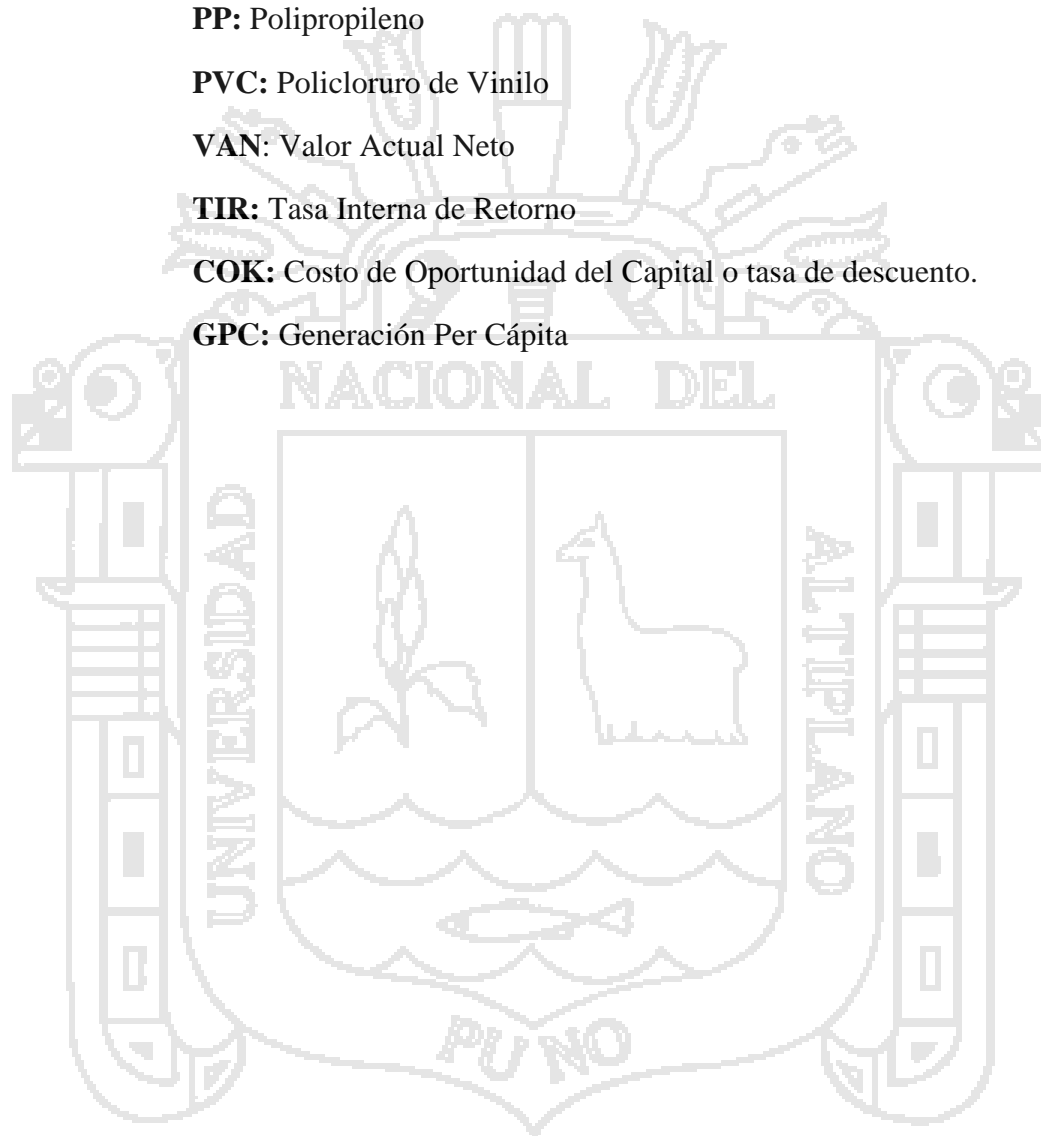 PP: Polipropileno
PVC: Policloruro de Vinilo
VAN: Valor Actual Neto
TIR: Tasa Interna de Retorno
COK: Costo de Oportunidad del Capital o tasa de descuento.
GPC: Generación Per Cápita
NACIONAL DEL
UNIVERSIDAD
ALTIPLANO
PUNO